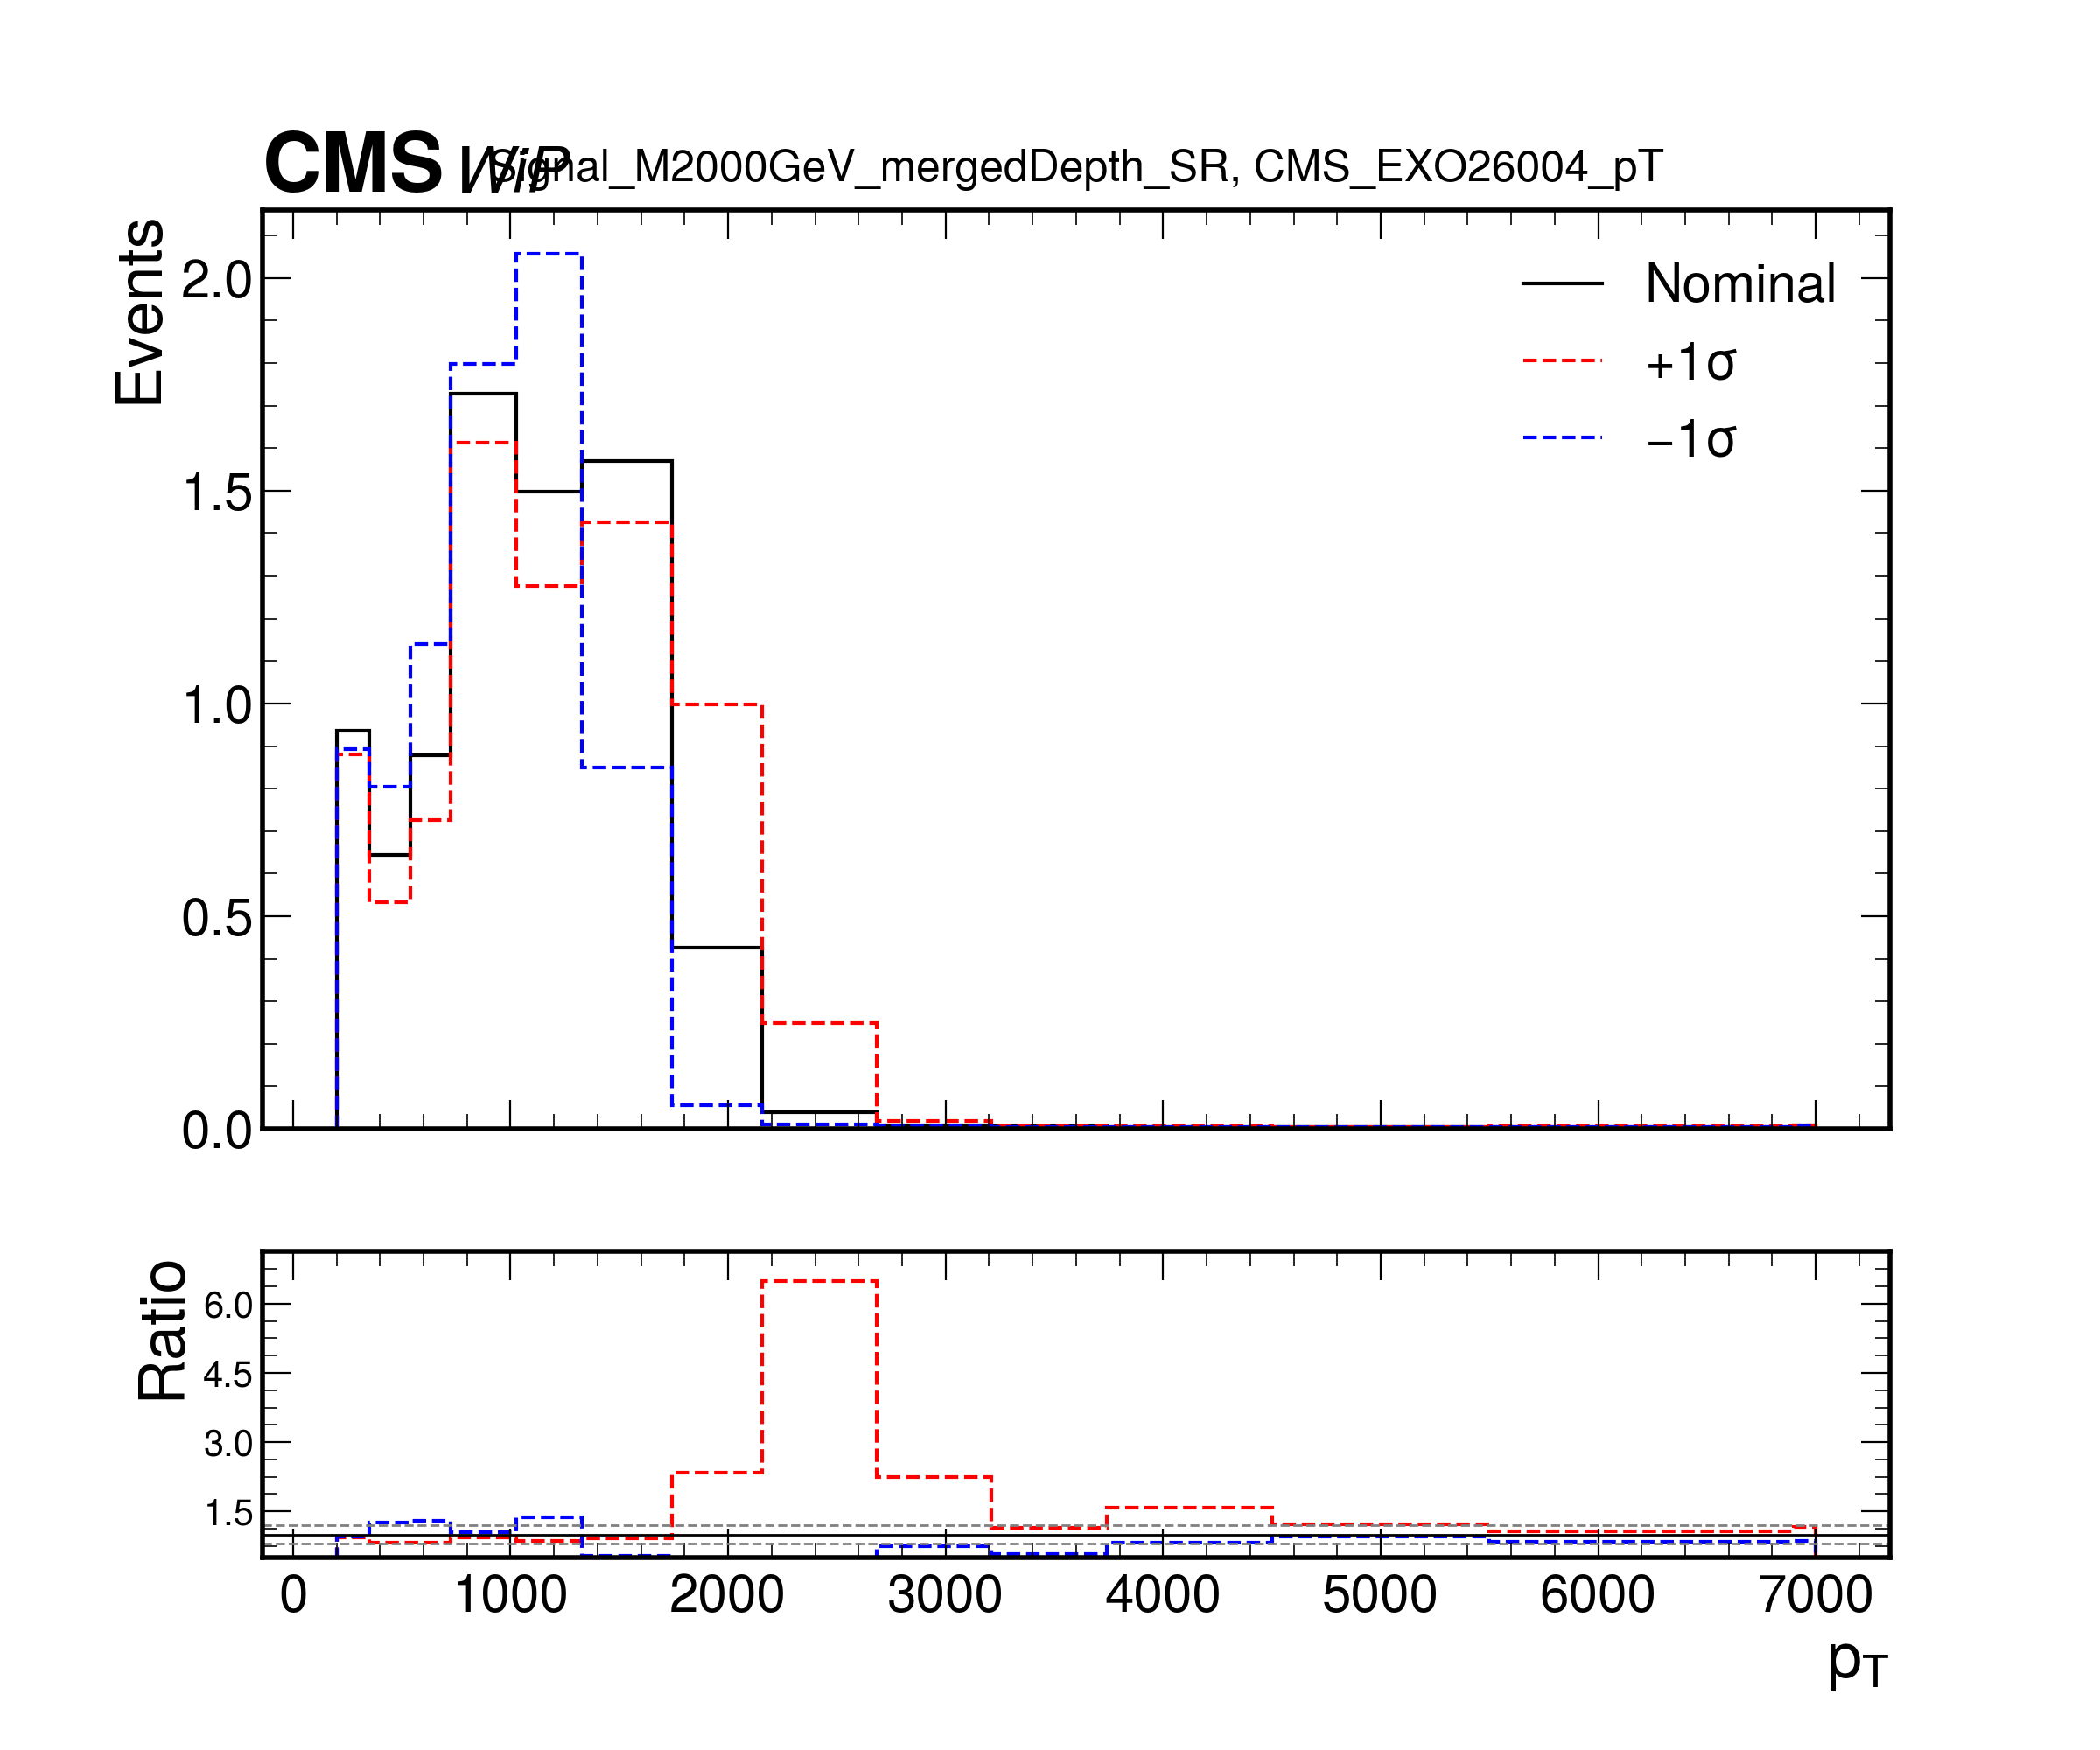 CMS WiP Signal_M2000GeV_mergedDepth_SR, CMS_EXO26004_pT
Events
2.0
1.5
1.0
0.5
0.0
Nominal
+1σ
−1σ
Ratio
6.0
4.5
3.0
1.5
0 1000 2000 3000 4000 5000 6000 7000
pT